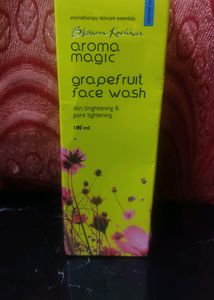 aromatherapy skincare essentials
Blossom Kochhar
aroma
magic
grapefruit
face wash
skin brightening &
pore tightening
100 ml